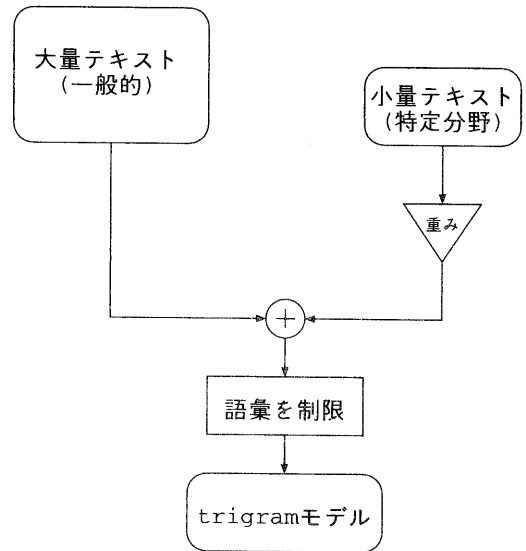 大量テキスト
(一般的)
小量テキスト
(特定分野)
重み
+
語彙を制限
trigramモデル